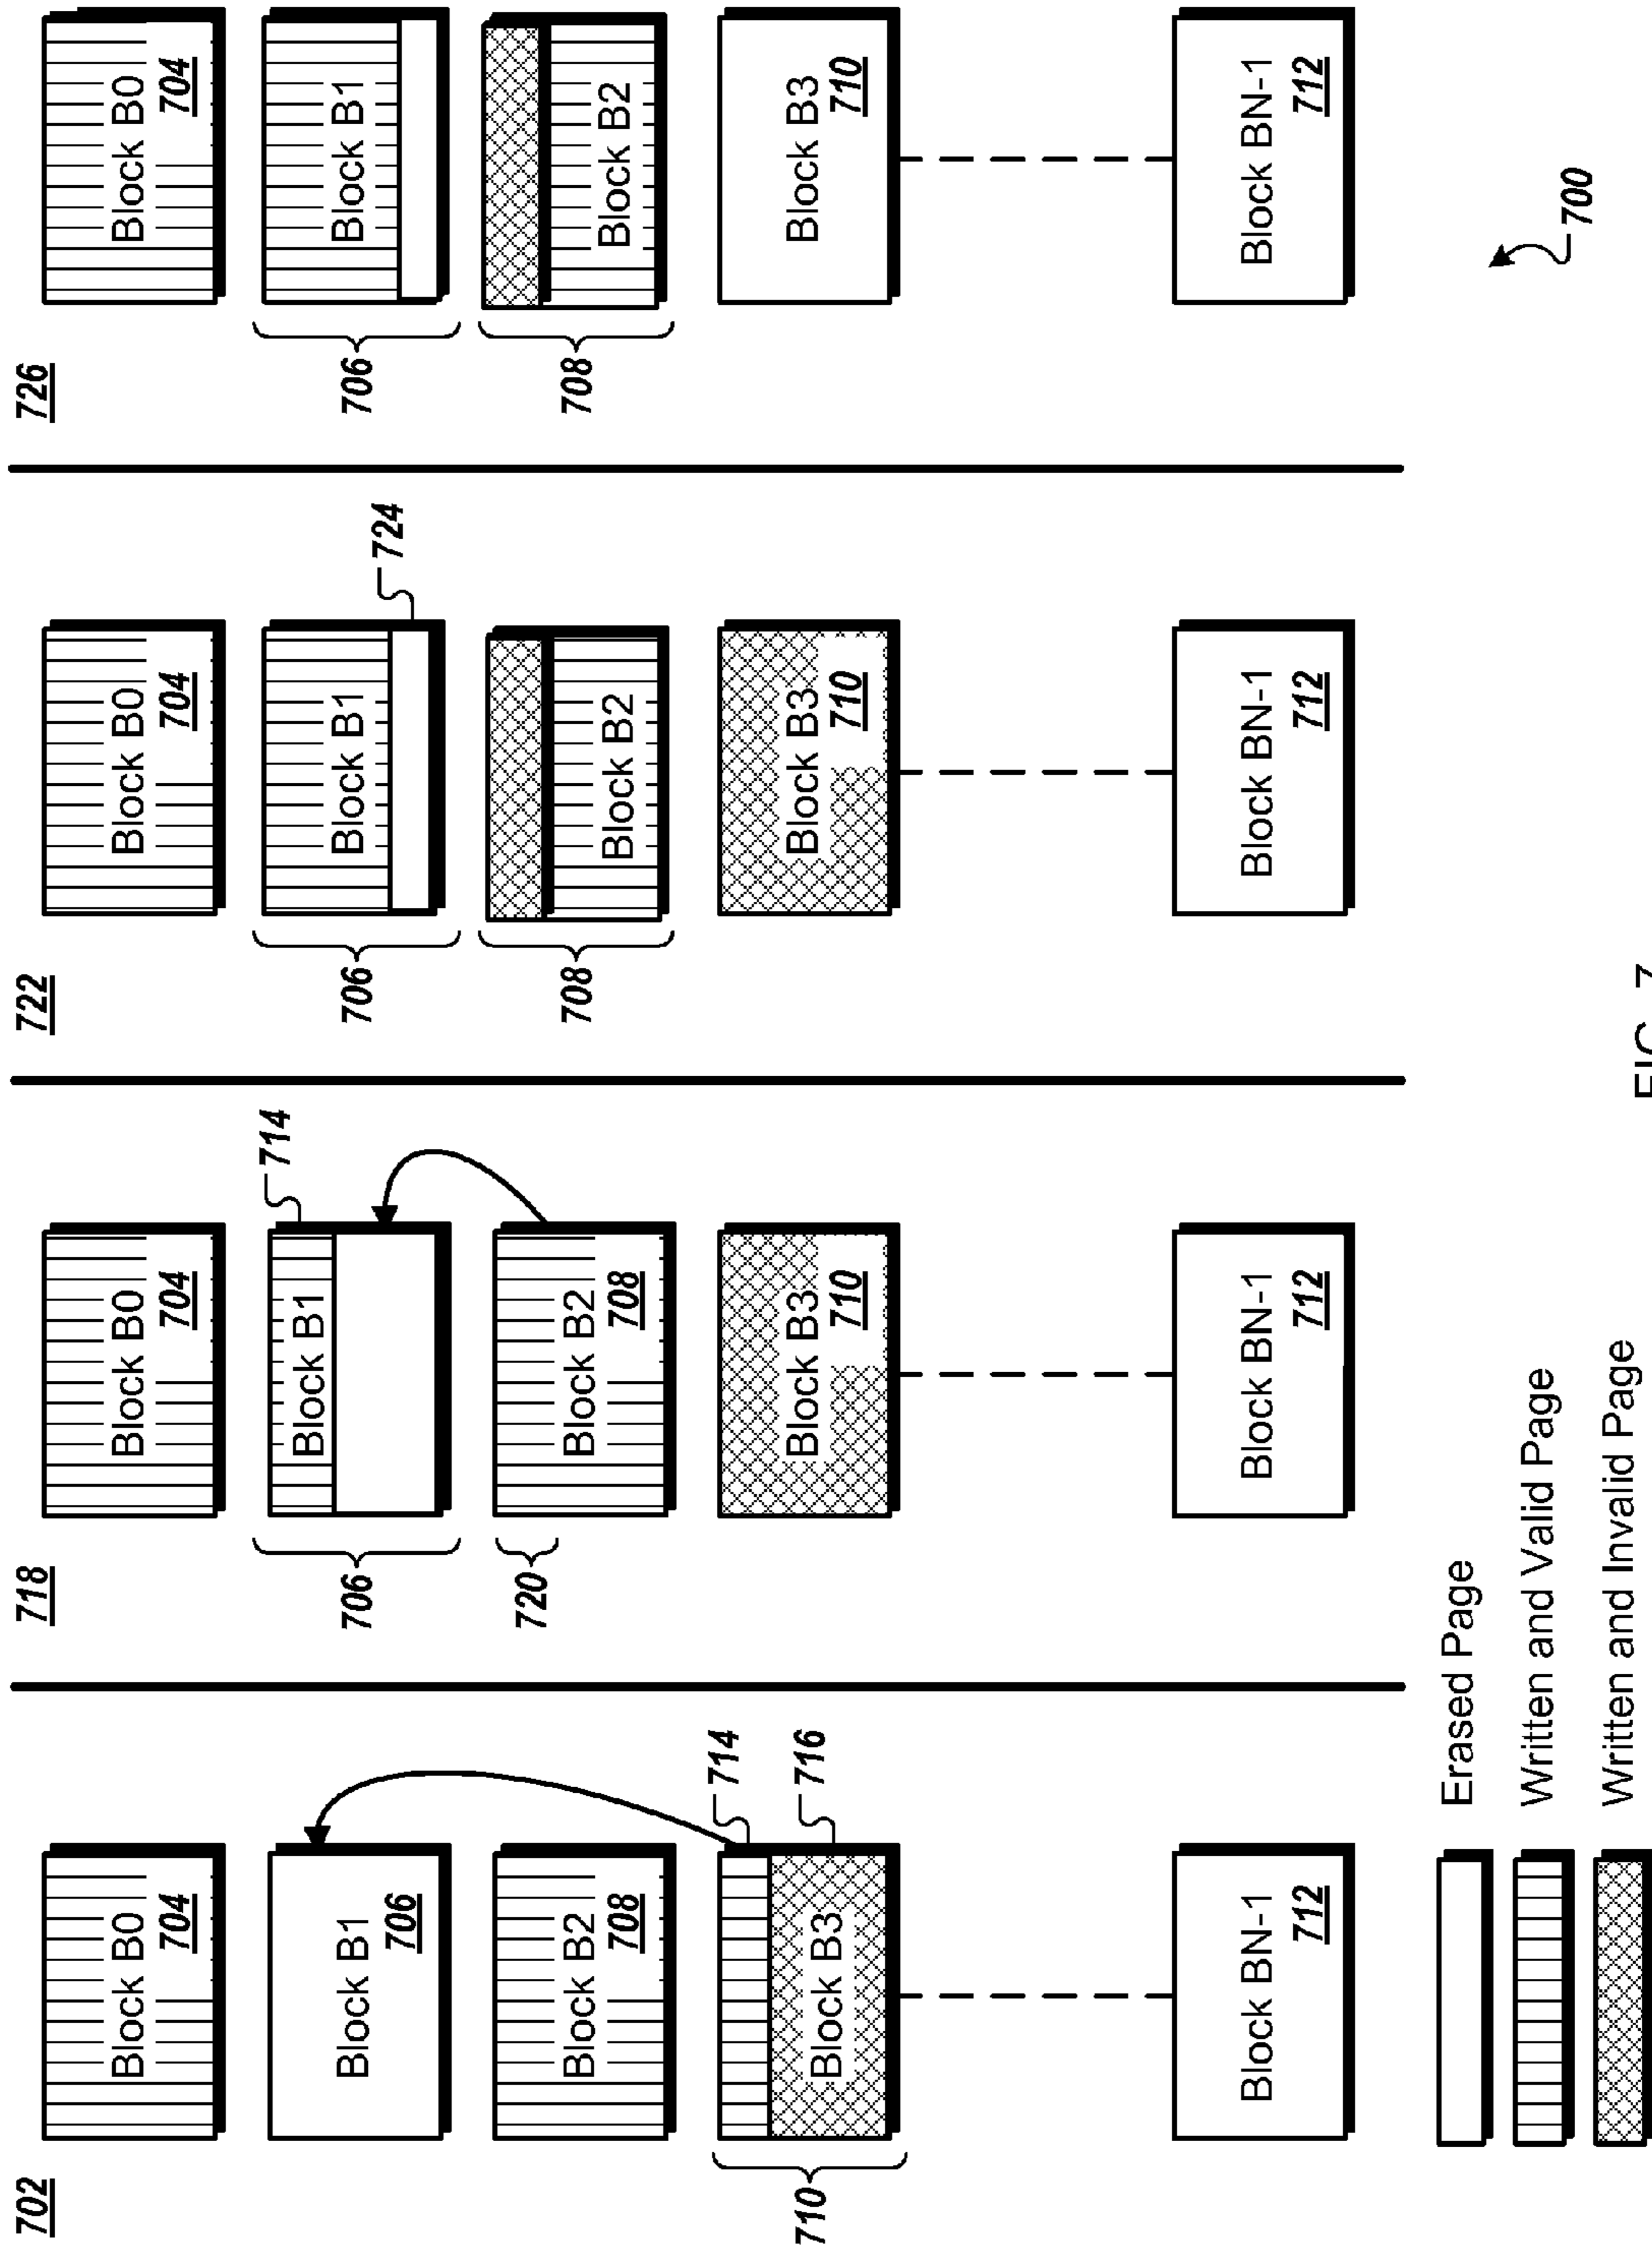 702
Block B0
704
Block B1
706
Block B2
708
714
716
Block B3
710
Block BN-1
712
718
Block B0
704
714
Block B1
706
720
Block B2
708
Block B3
710
Block BN-1
712
722
Block B0
704
Block B1
706
724
708
Block B2
Block B3
710
Block BN-1
712
726
Block B0
704
Block B1
706
708
Block B2
Block B3
710
Block BN-1
712
Erased Page
Written and Valid Page
Written and Invalid Page
700
FIG. 7